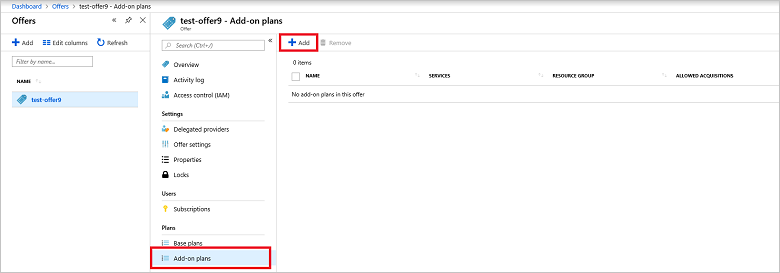 Dashboard > Offers > test-offer9 - Add-on plans
Offers
Add Edit columns Refresh
Filter by name...
NAME
test-offer9
test-offer9 - Add-on plans
Offer
Search (Ctrl+/)
Overview
Activity log
Access control (IAM)
Settings
Delegated providers
Offer settings
Properties
Locks
Users
Subscriptions
Plans
Base plans
Add-on plans
Add Remove
0 items
NAME SERVICES RESOURCE GROUP ALLOWED ACQUISITIONS
No add-on plans in this offer